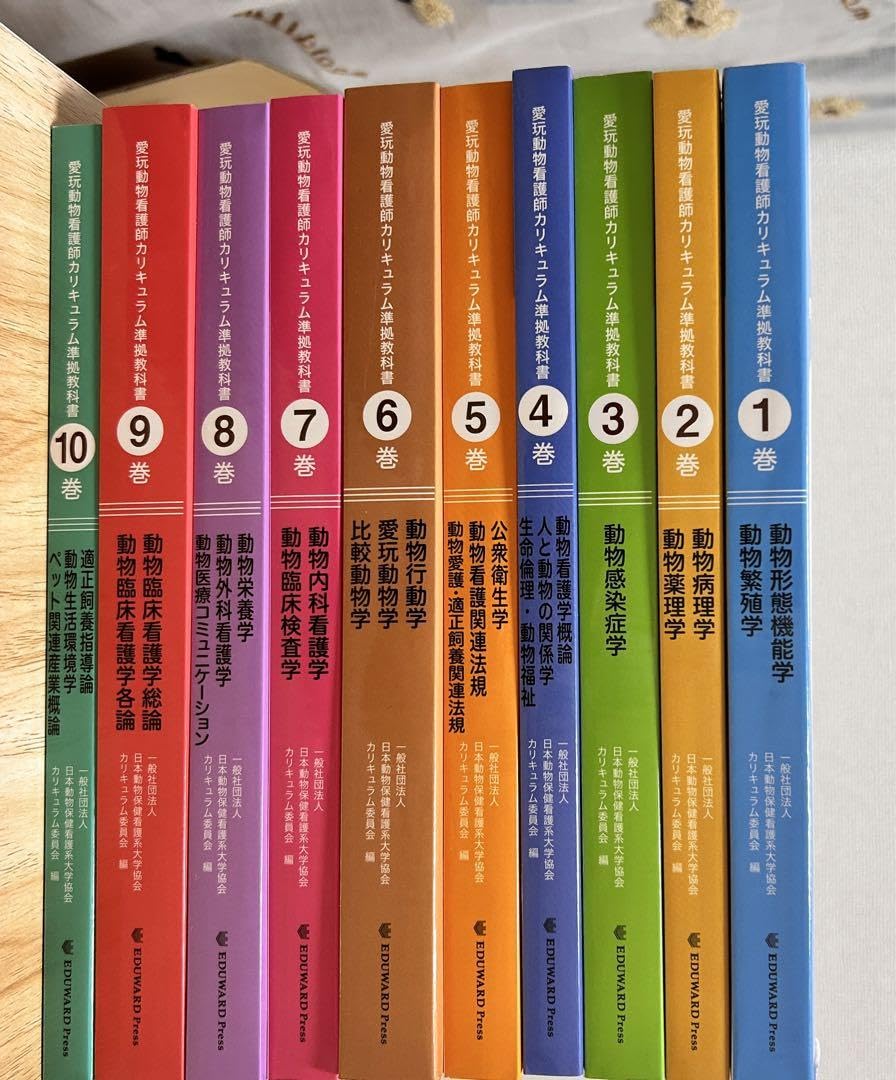 愛玩動物看護師カリキュラム準拠教科書
1
巻
動物形態機能学
動物繁殖学
一般社団法人
日本動物保健看護系大学協会
カリキュラム委員会 編
EDUWARD Press
愛玩動物看護師カリキュラム準拠教科書
2
巻
動物病理学
動物薬理学
一般社団法人
日本動物保健看護系大学協会
カリキュラム委員会 編
EDUWARD Press
愛玩動物看護師カリキュラム準拠教科書
3
巻
動物感染症学
一般社団法人
日本動物保健看護系大学協会
カリキュラム委員会 編
EDUWARD Press
愛玩動物看護師カリキュラム準拠教科書
4
巻
動物看護学概論
人と動物の関係学
生命倫理・動物福祉
一般社団法人
日本動物保健看護系大学協会
カリキュラム委員会 編
EDUWARD Press
愛玩動物看護師カリキュラム準拠教科書
5
巻
公衆衛生学
動物看護関連法規
動物愛護・適正飼養関連法規
一般社団法人
日本動物保健看護系大学協会
カリキュラム委員会 編
EDUWARD Press
愛玩動物看護師カリキュラム準拠教科書
6
巻
動物行動学
愛玩動物学
比較動物学
一般社団法人
日本動物保健看護系大学協会
カリキュラム委員会 編
EDUWARD Press
愛玩動物看護師カリキュラム準拠教科書
7
巻
動物内科看護学
動物臨床検査学
一般社団法人
日本動物保健看護系大学協会
カリキュラム委員会 編
EDUWARD Press
愛玩動物看護師カリキュラム準拠教科書
8
巻
動物栄養学
動物外科看護学
動物医療コミュニケーション
一般社団法人
日本動物保健看護系大学協会
カリキュラム委員会 編
EDUWARD Press
愛玩動物看護師カリキュラム準拠教科書
9
巻
動物臨床看護学総論
動物臨床看護学各論
一般社団法人
日本動物保健看護系大学協会
カリキュラム委員会 編
EDUWARD Press
愛玩動物看護師カリキュラム準拠教科書
10
巻
適正飼養指導論
動物生活環境学
ペット関連産業概論
一般社団法人
日本動物保健看護系大学協会
カリキュラム委員会 編
EDUWARD Press